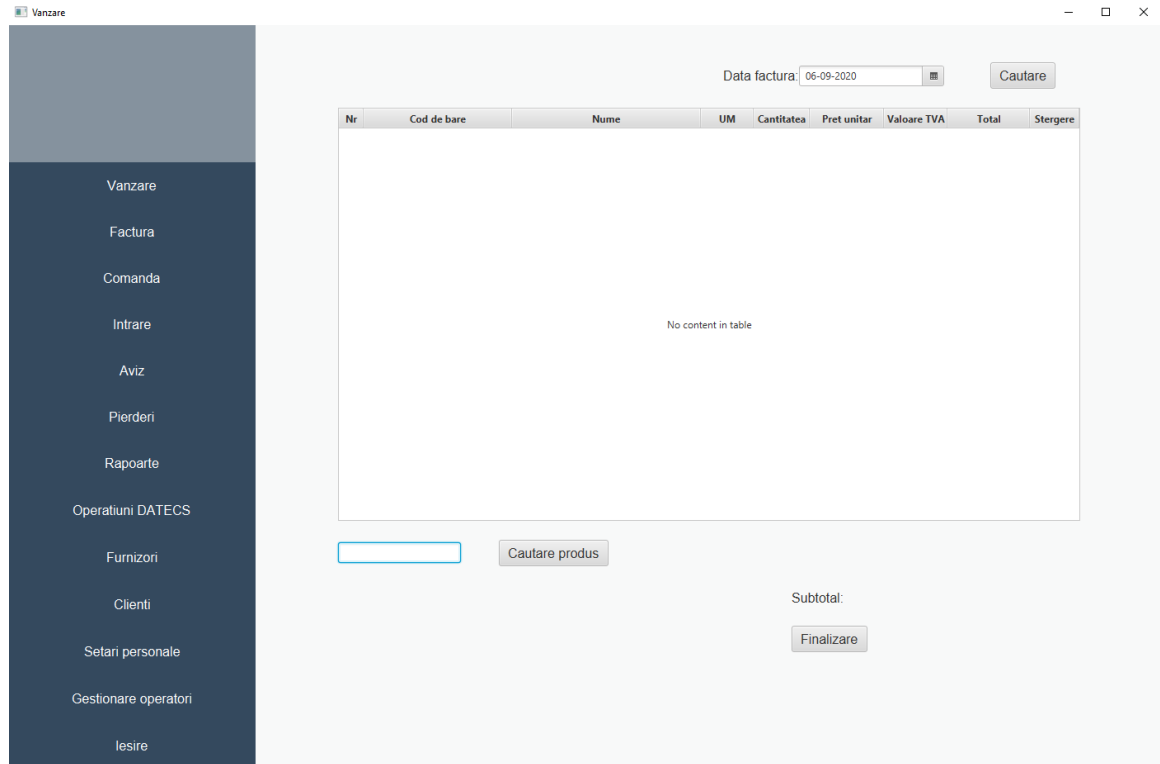 Vanzare
Data factura: 06-09-2020 Cautare
Nr Cod de bare Nume UM Cantitatea Pret unitar Valoare TVA Total Stergere
No content in table
Vanzare
Factura
Comanda
Intrare
Aviz
Pierderi
Rapoarte
Operatiuni DATECS
Furnizori
Clienti
Setari personale
Gestionare operatori
Iesire
Cautare produs
Subtotal:
Finalizare